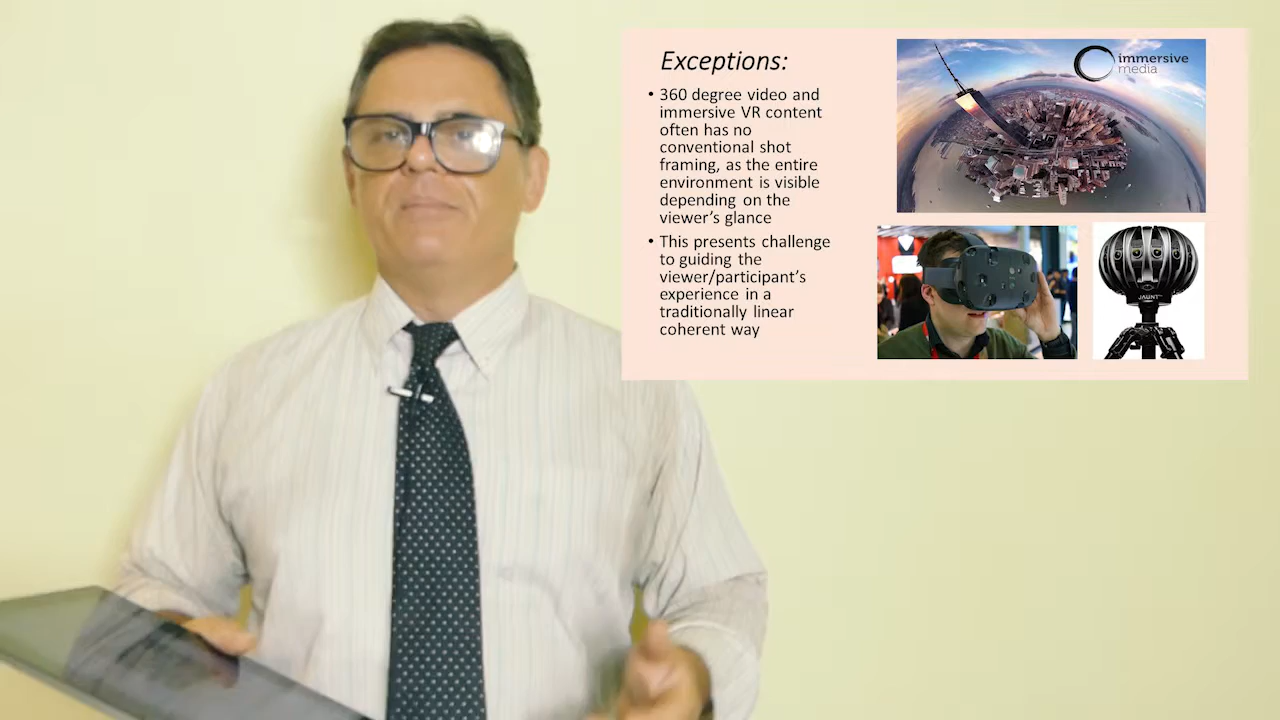 Exceptions:
• 360 degree video and
immersive VR content
often has no
conventional shot
framing, as the entire
environment is visible
depending on the
viewer's glance
• This presents challenge
to guiding the
viewer/participant's
experience in a
traditionally linear
coherent way
immersive
media
JAUNT